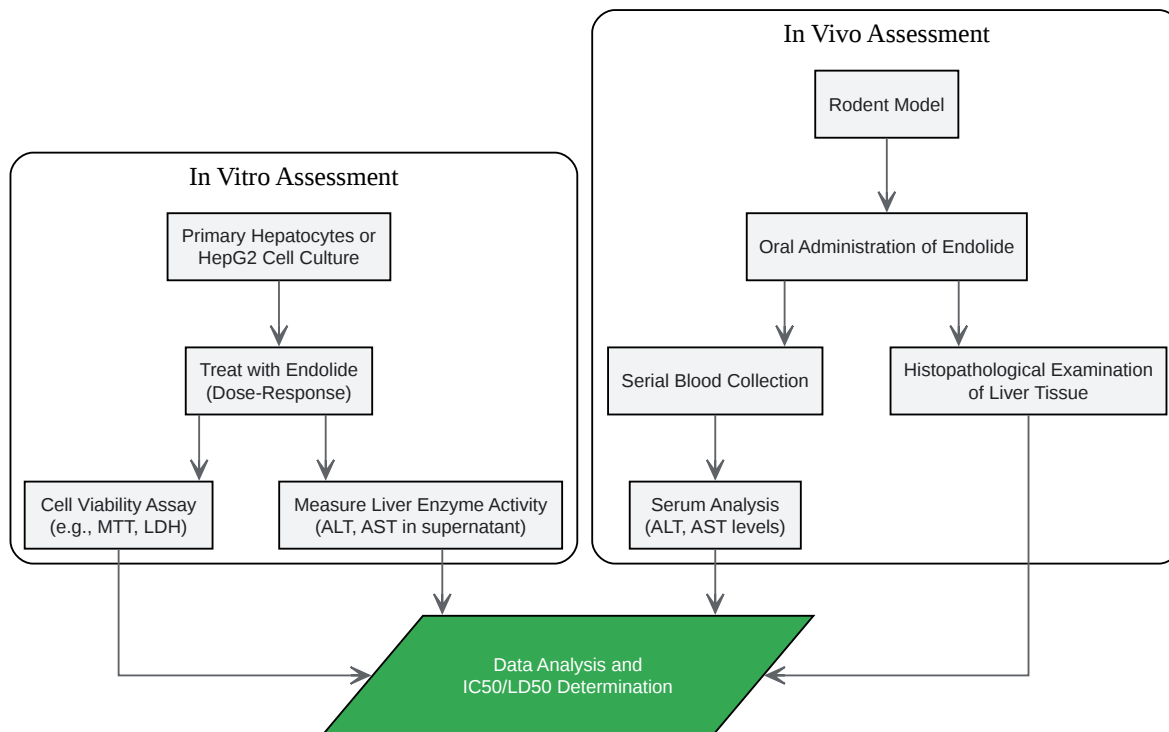 In Vitro Assessment
Primary Hepatocytes or
HepG2 Cell Culture
Treat with Endolide
(Dose-Response)
Cell Viability Assay
(e.g., MTT, LDH)
Measure Liver Enzyme Activity
(ALT, AST in supernatant)
In Vivo Assessment
Rodent Model
Oral Administration of Endolide
Serial Blood Collection
Histopathological Examination
of Liver Tissue
Serum Analysis
(ALT, AST levels)
Data Analysis and
IC50/LD50 Determination